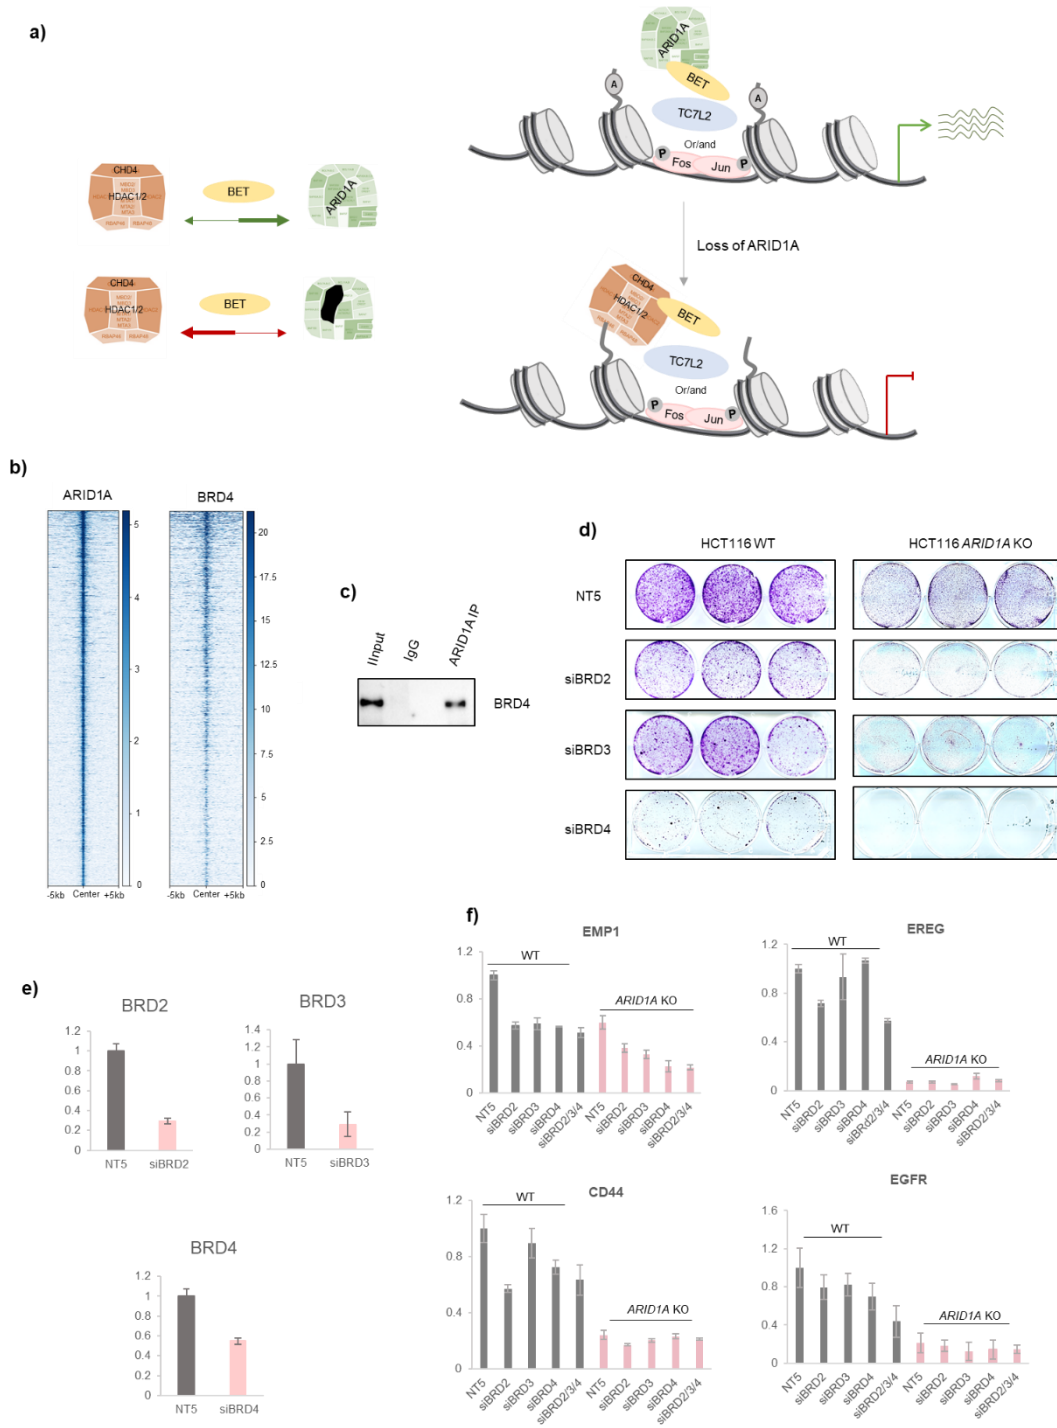 a)
ARID1A
BET
A
A
TC7L2
Or/and
P
P
Fos
Jun
CHD4
HDAC1/2
BET
ARID1A
Loss of ARID1A
CHD4
HDAC1/2
BET
CHD4
HDAC1/2
BET
TC7L2
Or/and
P
P
Fos
Jun
b)
ARID1A
BRD4
5
4
3
2
1
0
20
17.5
15
12.5
10
7.5
5
2.5
0
-5kb Center +5kb
-5kb Center +5kb
c)
IInput
IgG
ARID1A IP
BRD4
d)
HCT116 WT
HCT116 ARID1A KO
NT5
siBRD2
siBRD3
siBRD4
e)
BRD2
1.2
1
0.8
0.6
0.4
0.2
0
NT5 siBRD2
BRD3
1.4
1.2
1
0.8
0.6
0.4
0.2
0
NT5 siBRD3
BRD4
1.2
1
0.8
0.6
0.4
0.2
0
NT5 siBRD4
f)
EMP1
WT
ARID1A KO
1.2
0.8
0.4
0
NT5 siBRD2 siBRD3 siBRD4 siBRD2/3/4 NT5 siBRD2 siBRD3 siBRD4 siBRD2/3/4
EREG
WT
ARID1A KO
1.2
0.8
0.4
0
NT5 siBRD2 siBRD3 siBRD4 siBRd2/3/4 NT5 siBRD2 siBRD3 siBRD4 siBRD2/3/4
CD44
WT
ARID1A KO
1.2
0.8
0.4
0
NT5 siBRD2 siBRD3 siBRD4 siBRD2/3/4 NT5 siBRD2 siBRD3 siBRD4 siBRD2/3/4
EGFR
WT
ARID1A KO
1.6
1.2
0.8
0.4
0
NT5 siBRD2 siBRD3 siBRD4 siBRD2/3/4 NT5 siBRD2 siBRD3 siBRD4 siBRD2/3/4